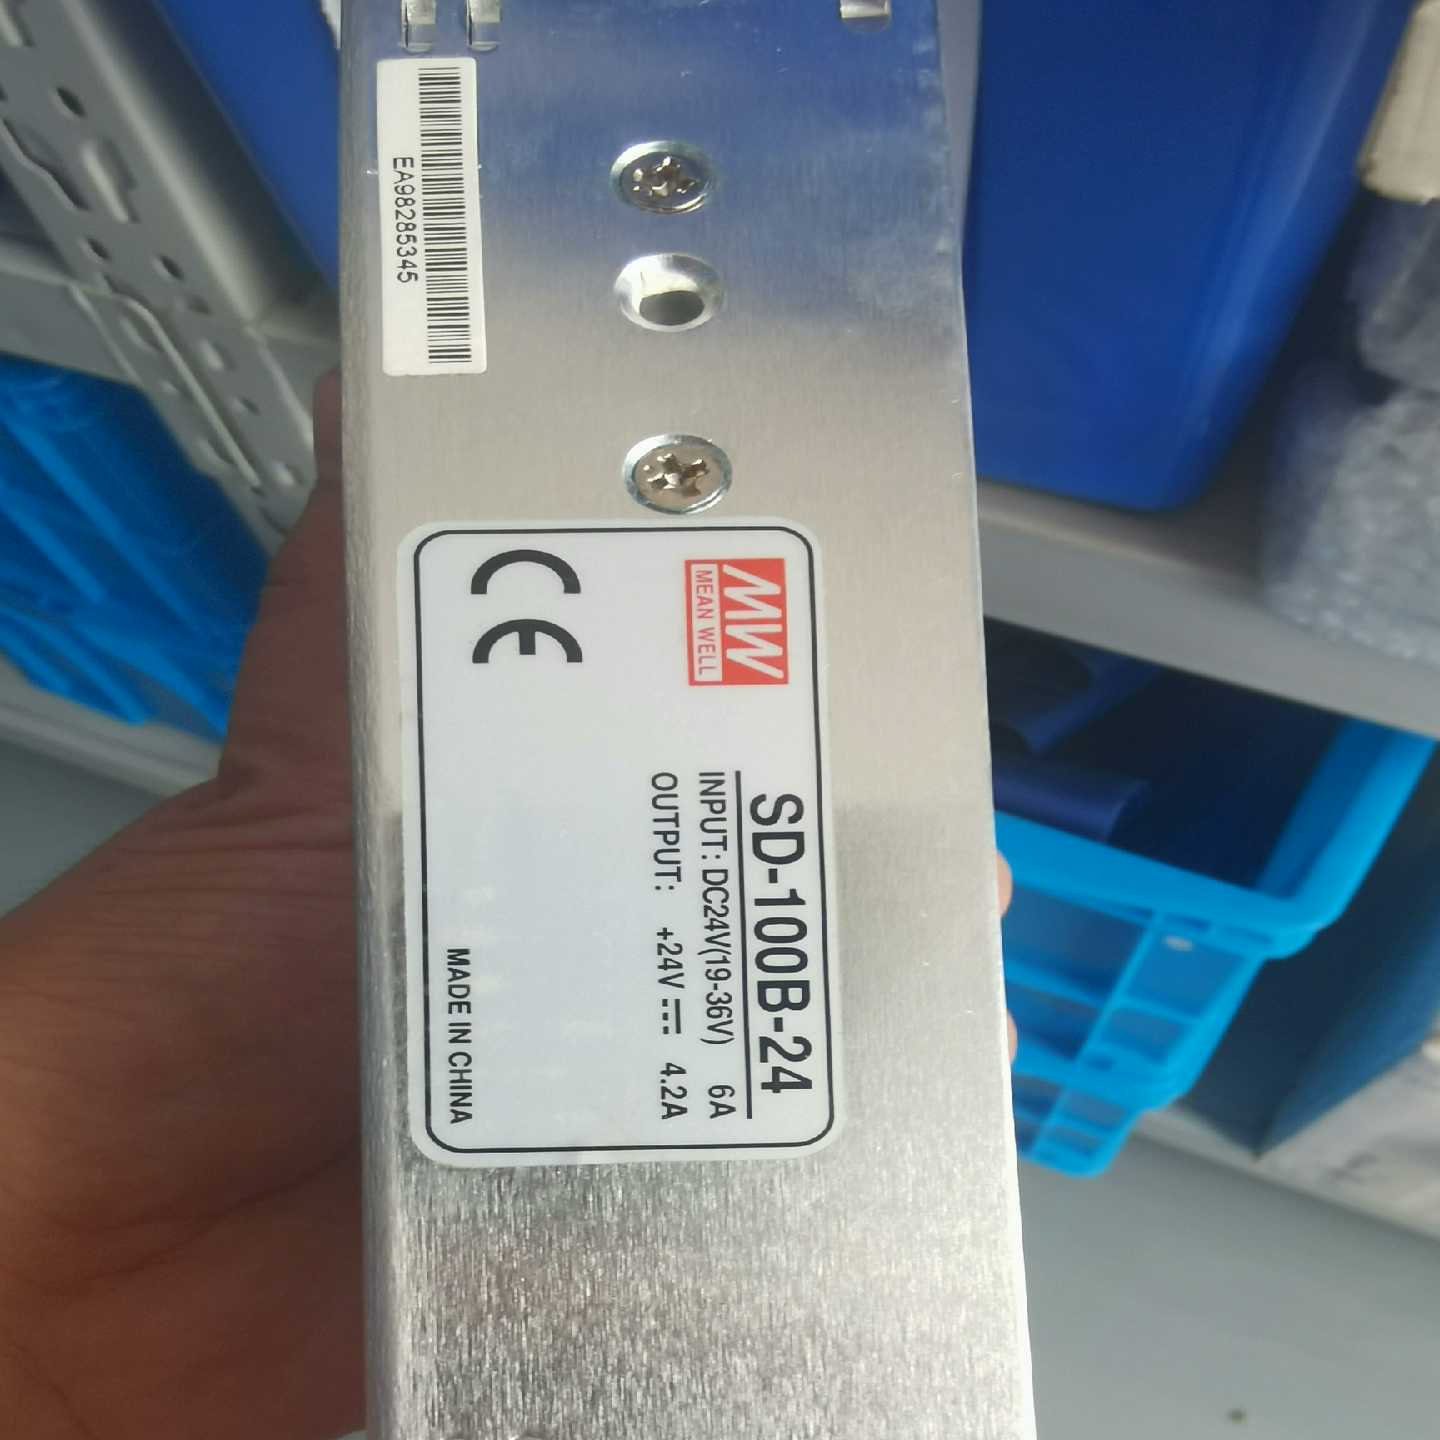 EA98285345
MW
MEAN WELL
CE
SD-100B-24
INPUT: DC24V(19-36V) 6A
OUTPUT: +24V⎓ 4.2A
MADE IN CHINA